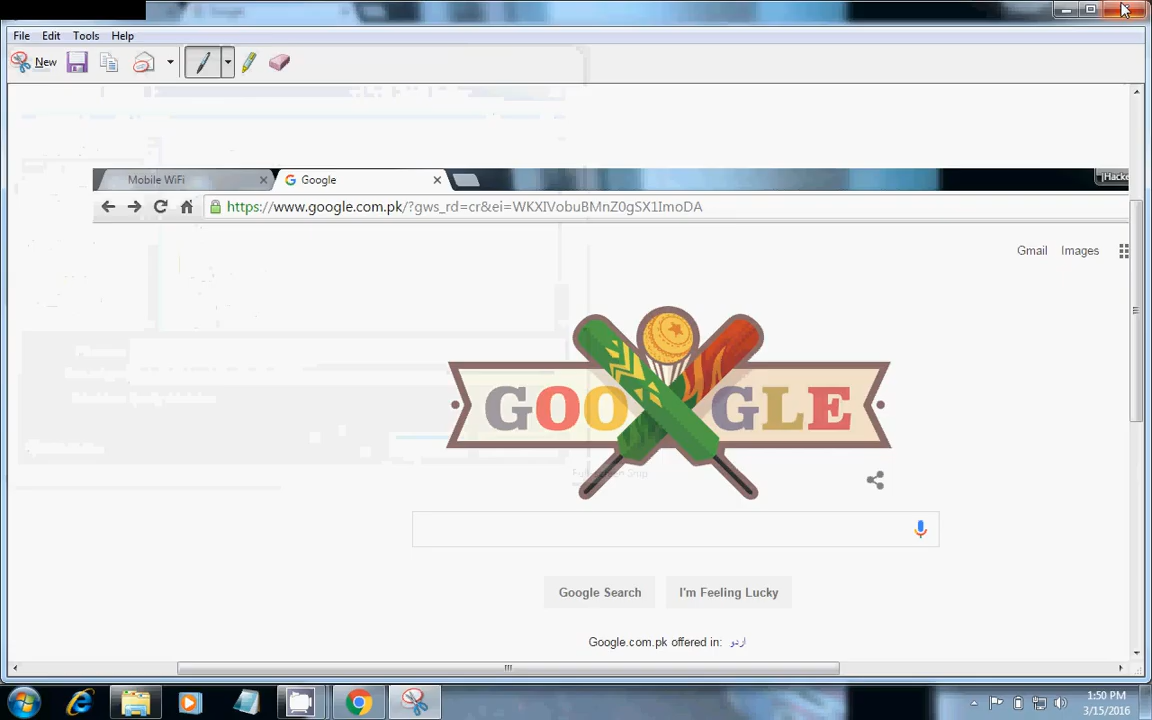 File Edit Tools Help
New
Mobile WiFi
Google
https://www.google.com.pk/?gws_rd=cr&ei=WKXIVobuBMnZ0gSX1ImoDA
Gmail Images
GOOGLE
Google Search I'm Feeling Lucky
Google.com.pk offered in: اردو
1:50 PM
3/15/2016